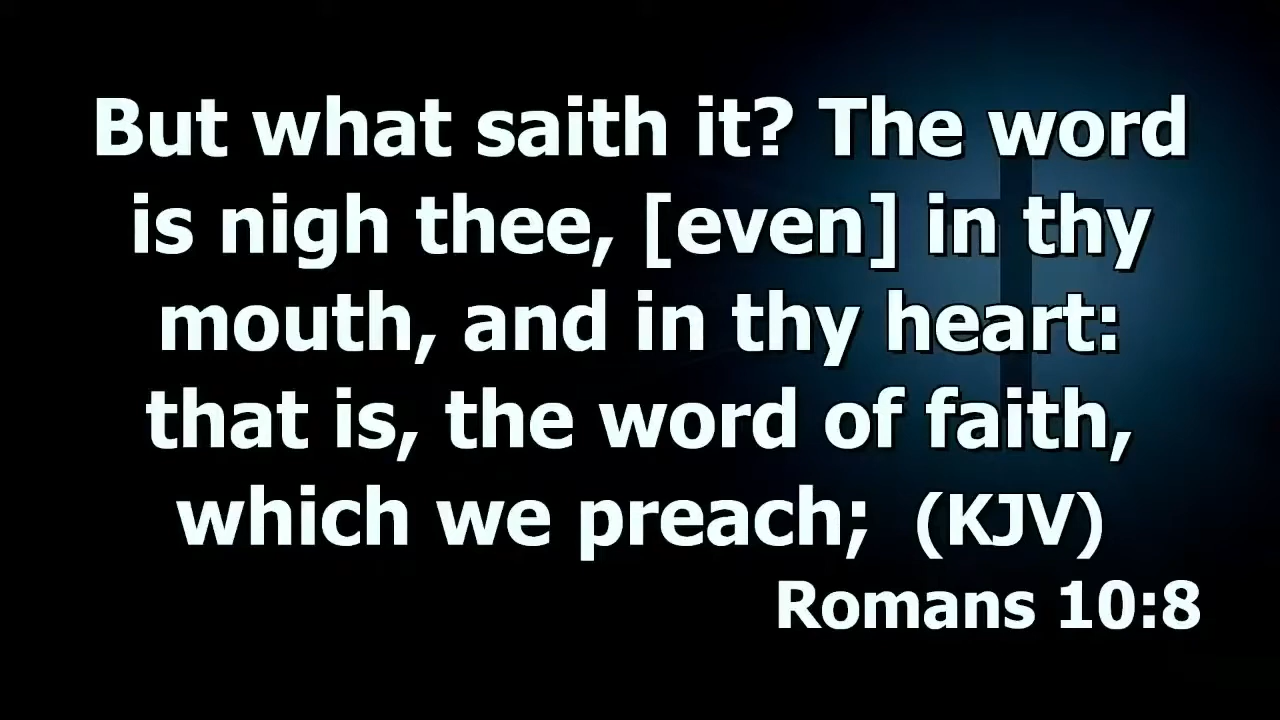 But what saith it? The word
is nigh thee, [even] in thy
mouth, and in thy heart:
that is, the word of faith,
which we preach;  (KJV)
Romans 10:8